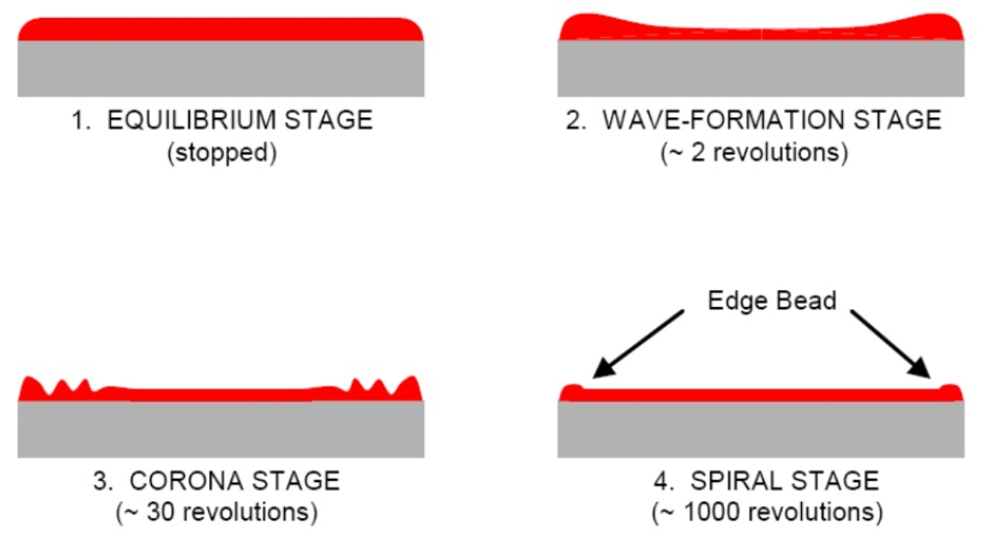 1. EQUILIBRIUM STAGE
(stopped)
2. WAVE-FORMATION STAGE
(~ 2 revolutions)
Edge Bead
3. CORONA STAGE
(~ 30 revolutions)
4. SPIRAL STAGE
(~ 1000 revolutions)